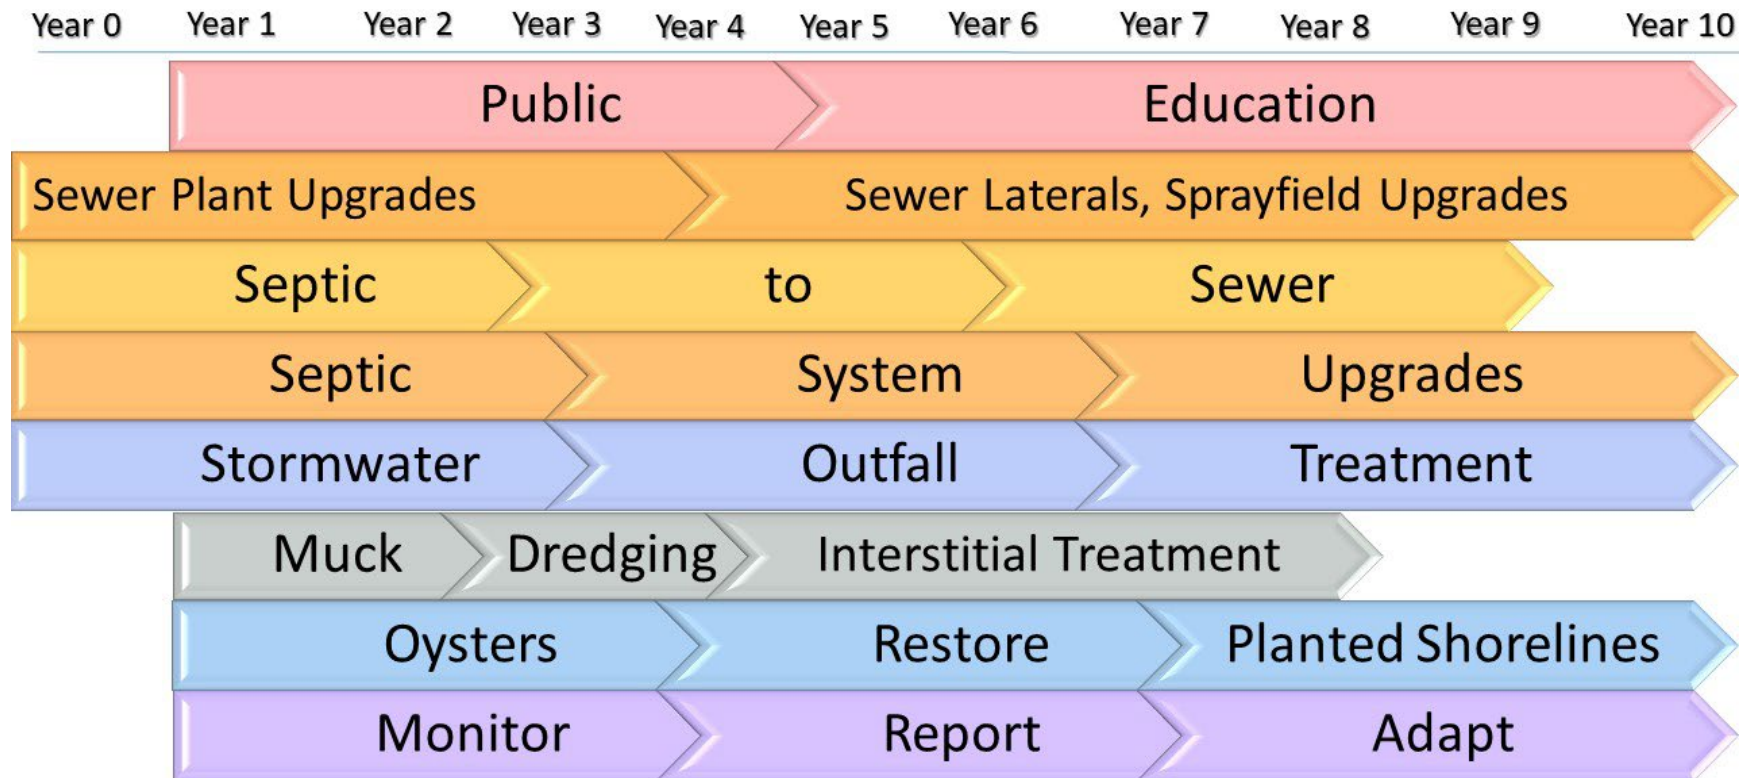 Year 0 Year 1 Year 2 Year 3 Year 4 Year 5 Year 6 Year 7 Year 8 Year 9 Year 10
Public Education
Sewer Plant Upgrades Sewer Laterals, Sprayfield Upgrades
Septic to Sewer
Septic System Upgrades
Stormwater Outfall Treatment
Muck Dredging Interstitial Treatment
Oysters Restore Planted Shorelines
Monitor Report Adapt